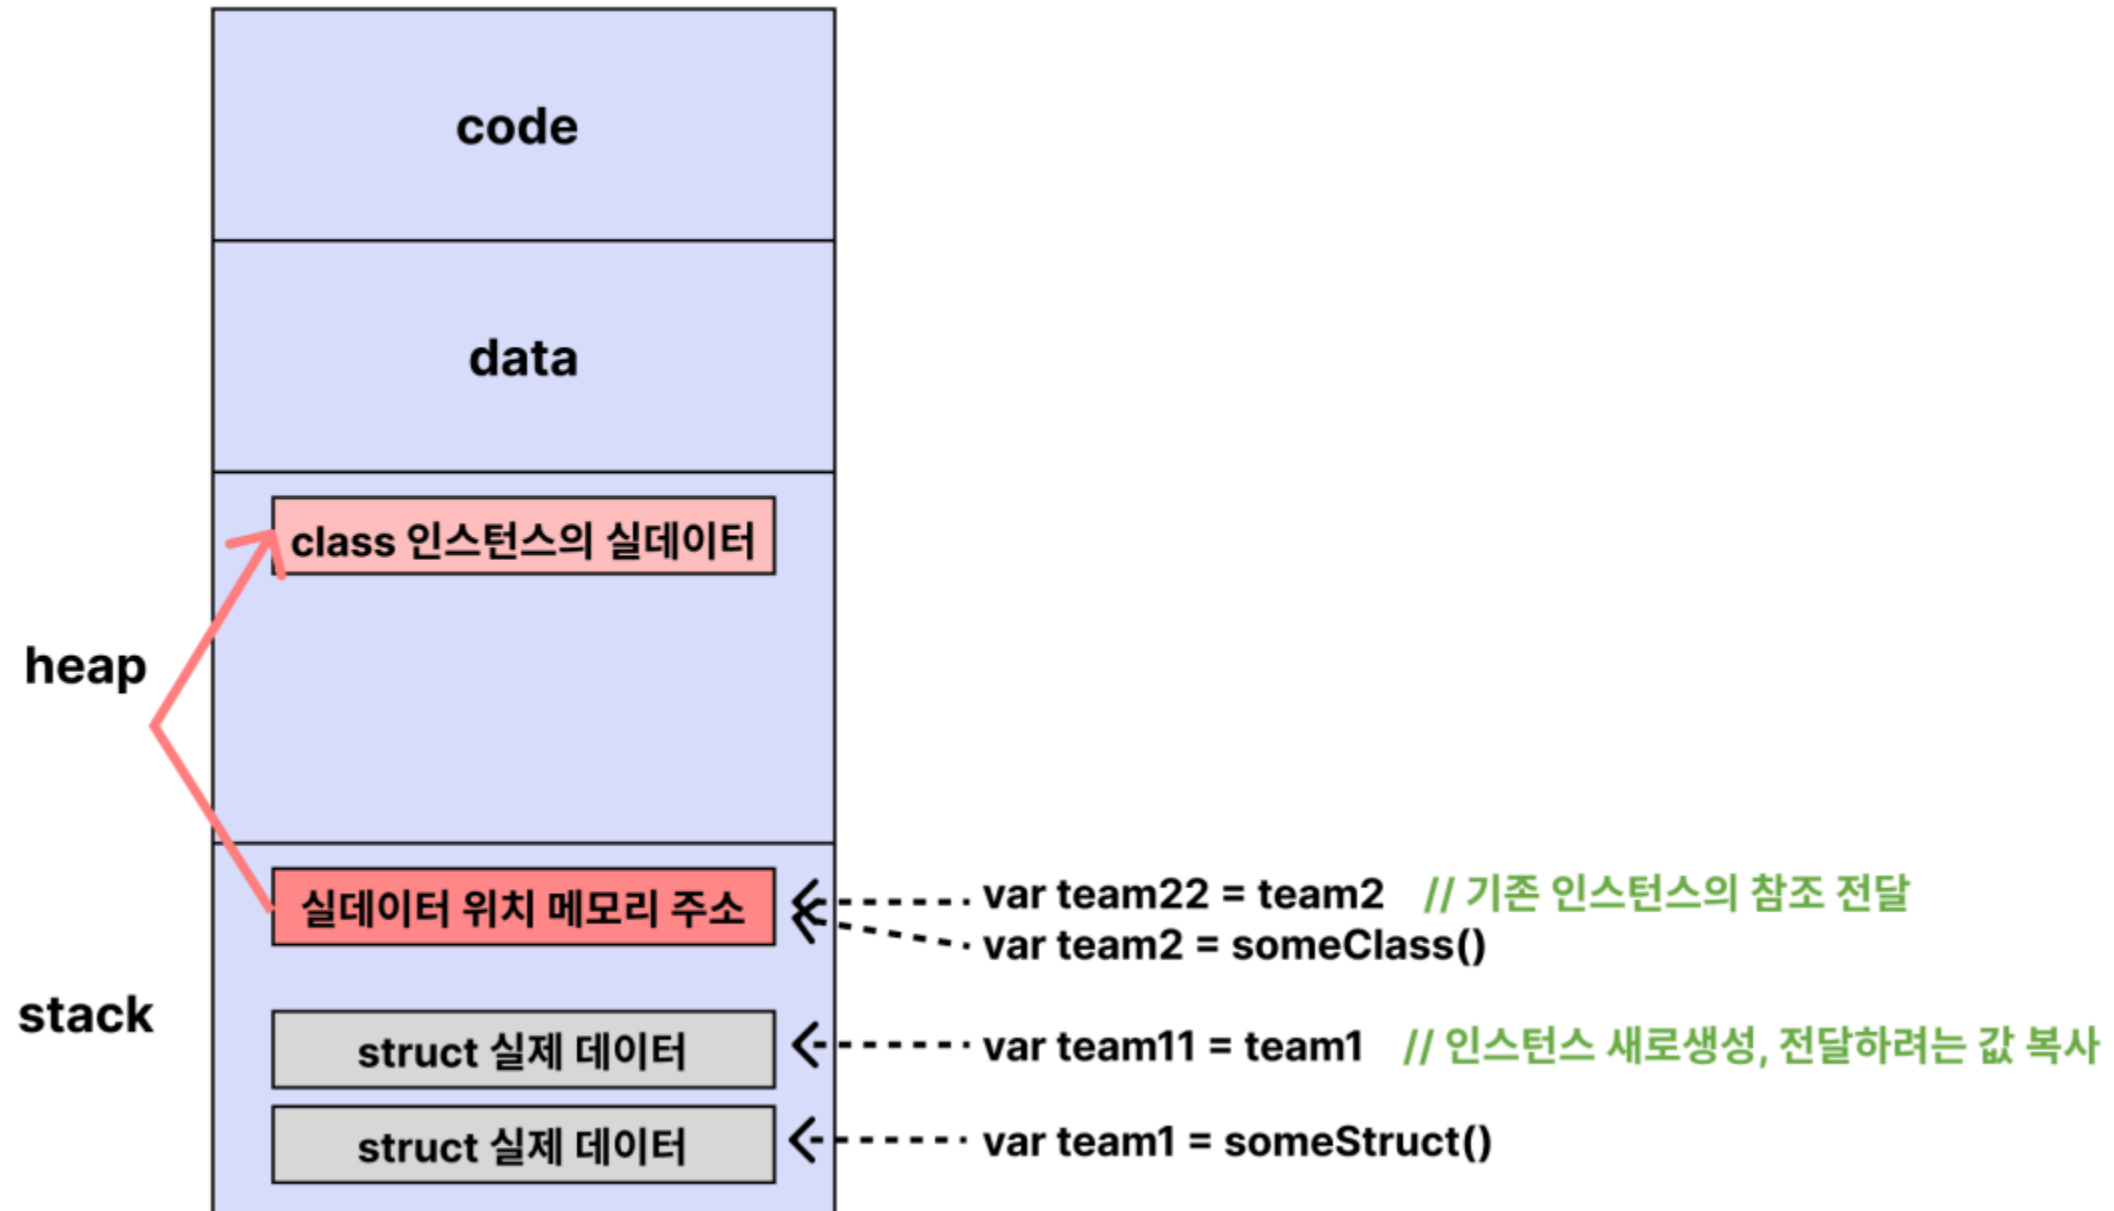 code
data
class 인스턴스의 실데이터
heap
실데이터 위치 메모리 주소
var team22 = team2 // 기존 인스턴스의 참조 전달
var team2 = someClass()
stack
struct 실제 데이터
var team11 = team1 // 인스턴스 새로생성, 전달하려는 값 복사
struct 실제 데이터
var team1 = someStruct()